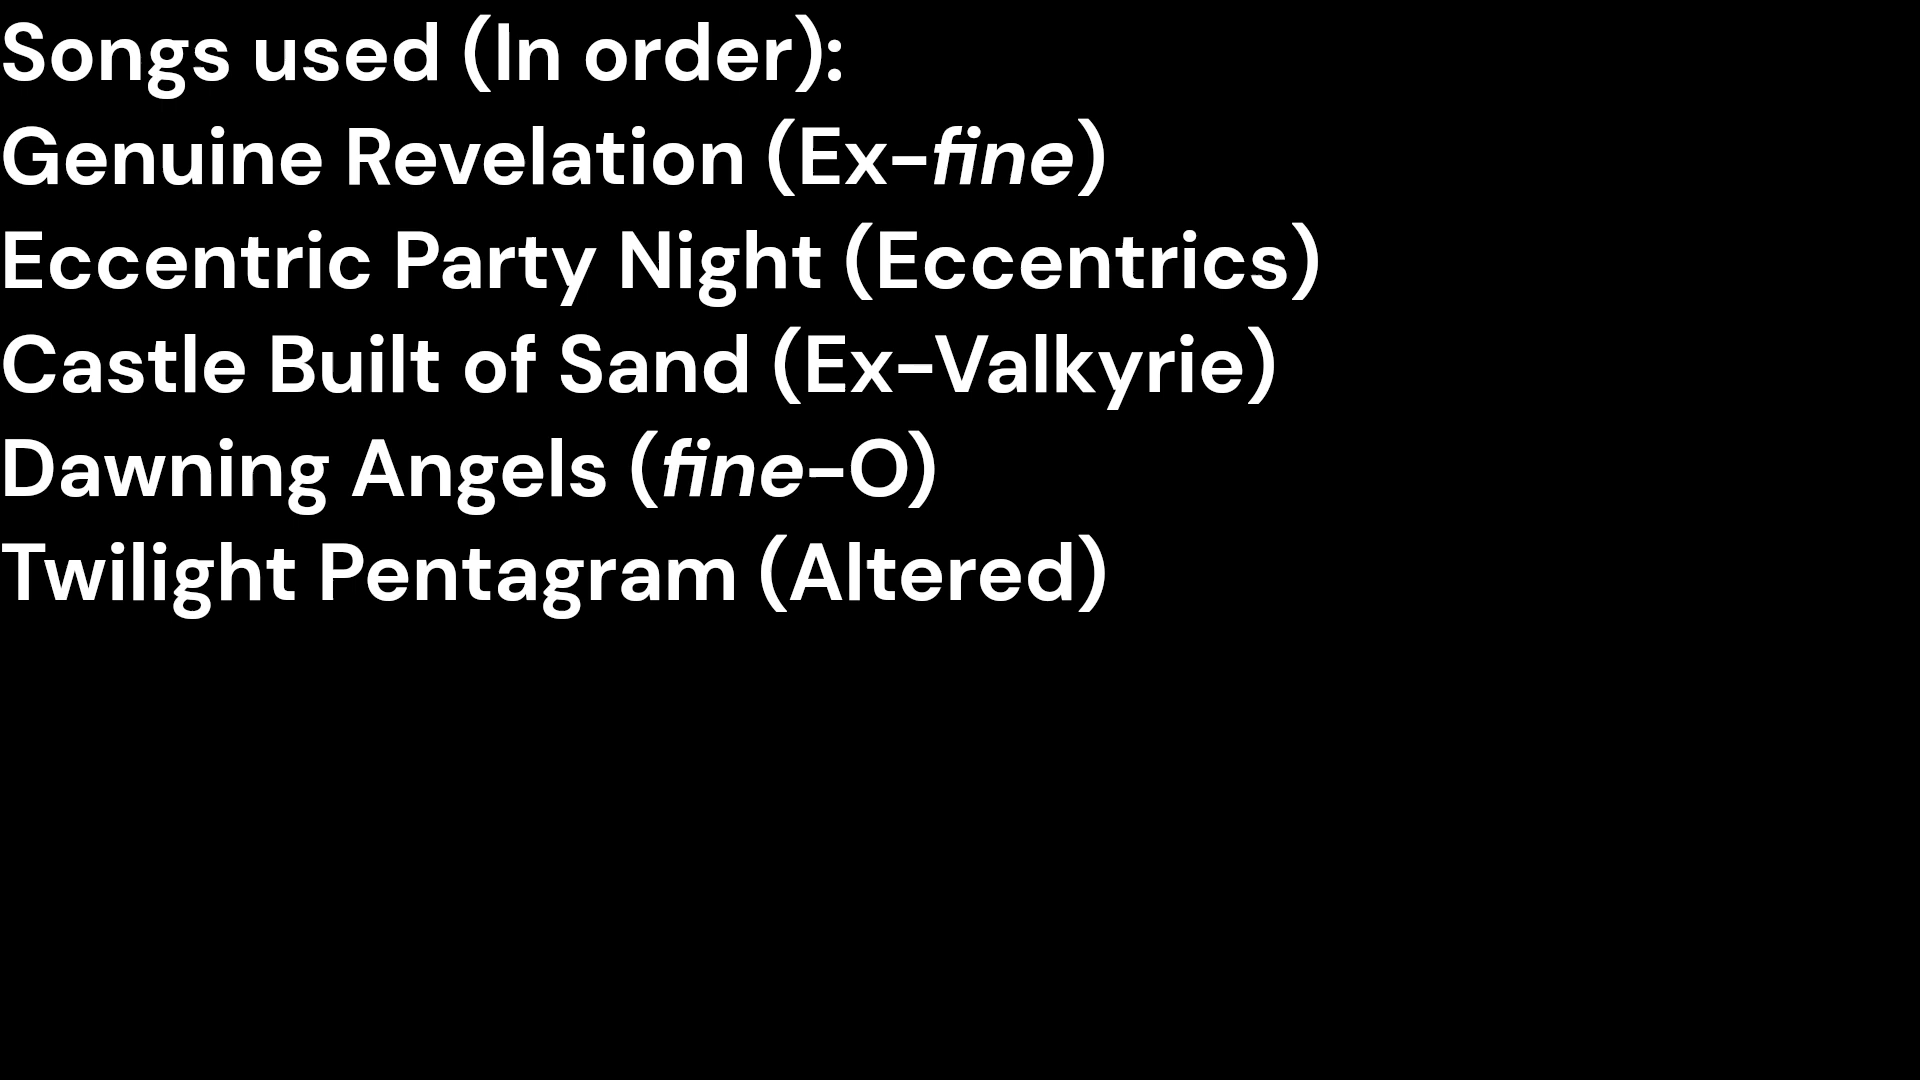 Songs used (In order):
Genuine Revelation (Ex-fine)
Eccentric Party Night (Eccentrics)
Castle Built of Sand (Ex-Valkyrie)
Dawning Angels (fine-O)
Twilight Pentagram (Altered)